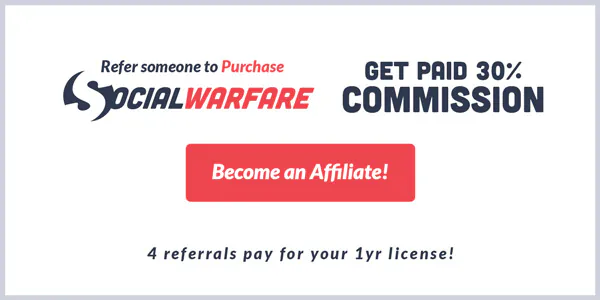 Refer someone to Purchase
SOCIALWARFARE
GET PAID 30%
COMMISSION
Become an Affiliate!
4 referrals pay for your 1yr license!